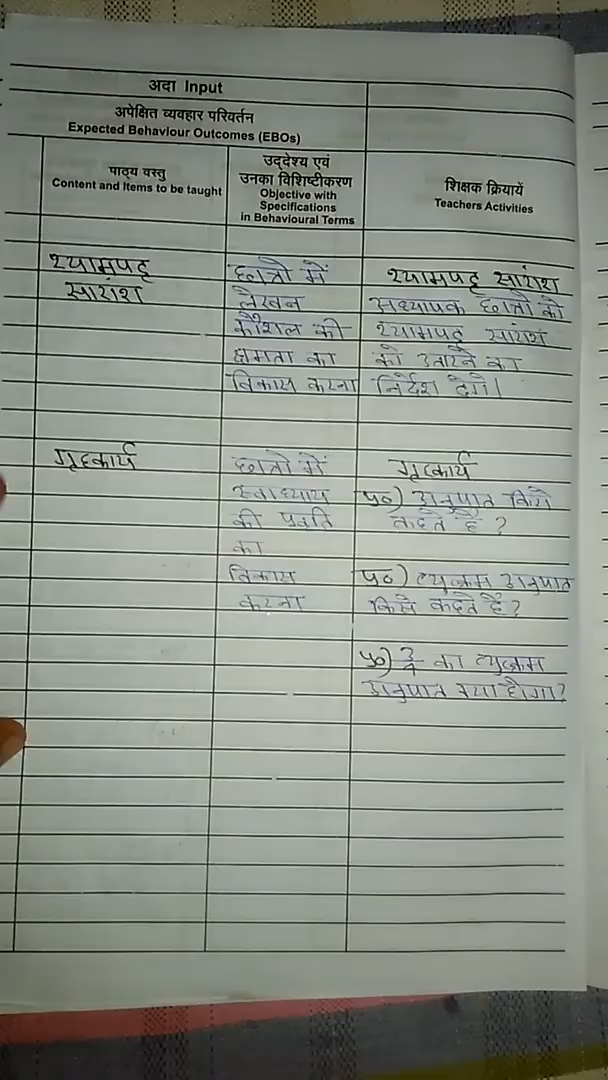 अदा Input
अपेक्षित व्यवहार परिवर्तन
Expected Behaviour Outcomes (EBOs)
पाठ्य वस्तु
Content and Items to be taught
उद्देश्य एवं
उनका विशिष्टीकरण
Objective with
Specifications
in Behavioural Terms
शिक्षक क्रियायें
Teachers Activities
श्यामपट्ट
सारांश
छात्रों में
लेखन
कौशल की
क्षमता का
विकास करना
श्यामपट्ट सारांश
अध्यापक छात्रों को
श्यामपट्ट सारांश
को उतारने का
निर्देश देंगे।
गृहकार्य
छात्रों में
स्वाध्याय
की प्रवृति
का
विकास
करना
गृहकार्य
प्र०) अनुपात किसे
कहते हैं ?
प्र०) व्युत्क्रम अनुपात
किसे कहते हैं ?
प्र०) 3/4 का व्युत्क्रम
अनुपात क्या होगा?